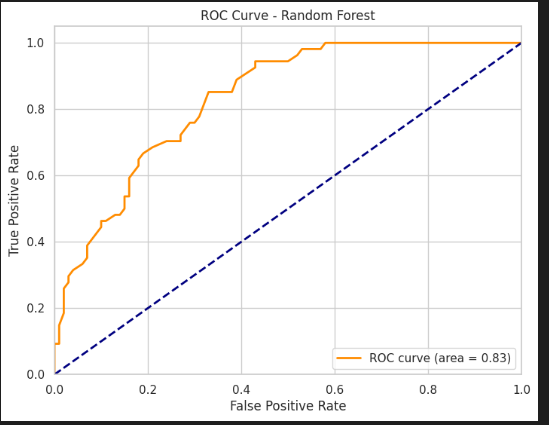 ROC Curve - Random Forest
1.0
0.8
0.6
0.4
0.2
0.0
True Positive Rate
ROC curve (area = 0.83)
0.0 0.2 0.4 0.6 0.8 1.0
False Positive Rate